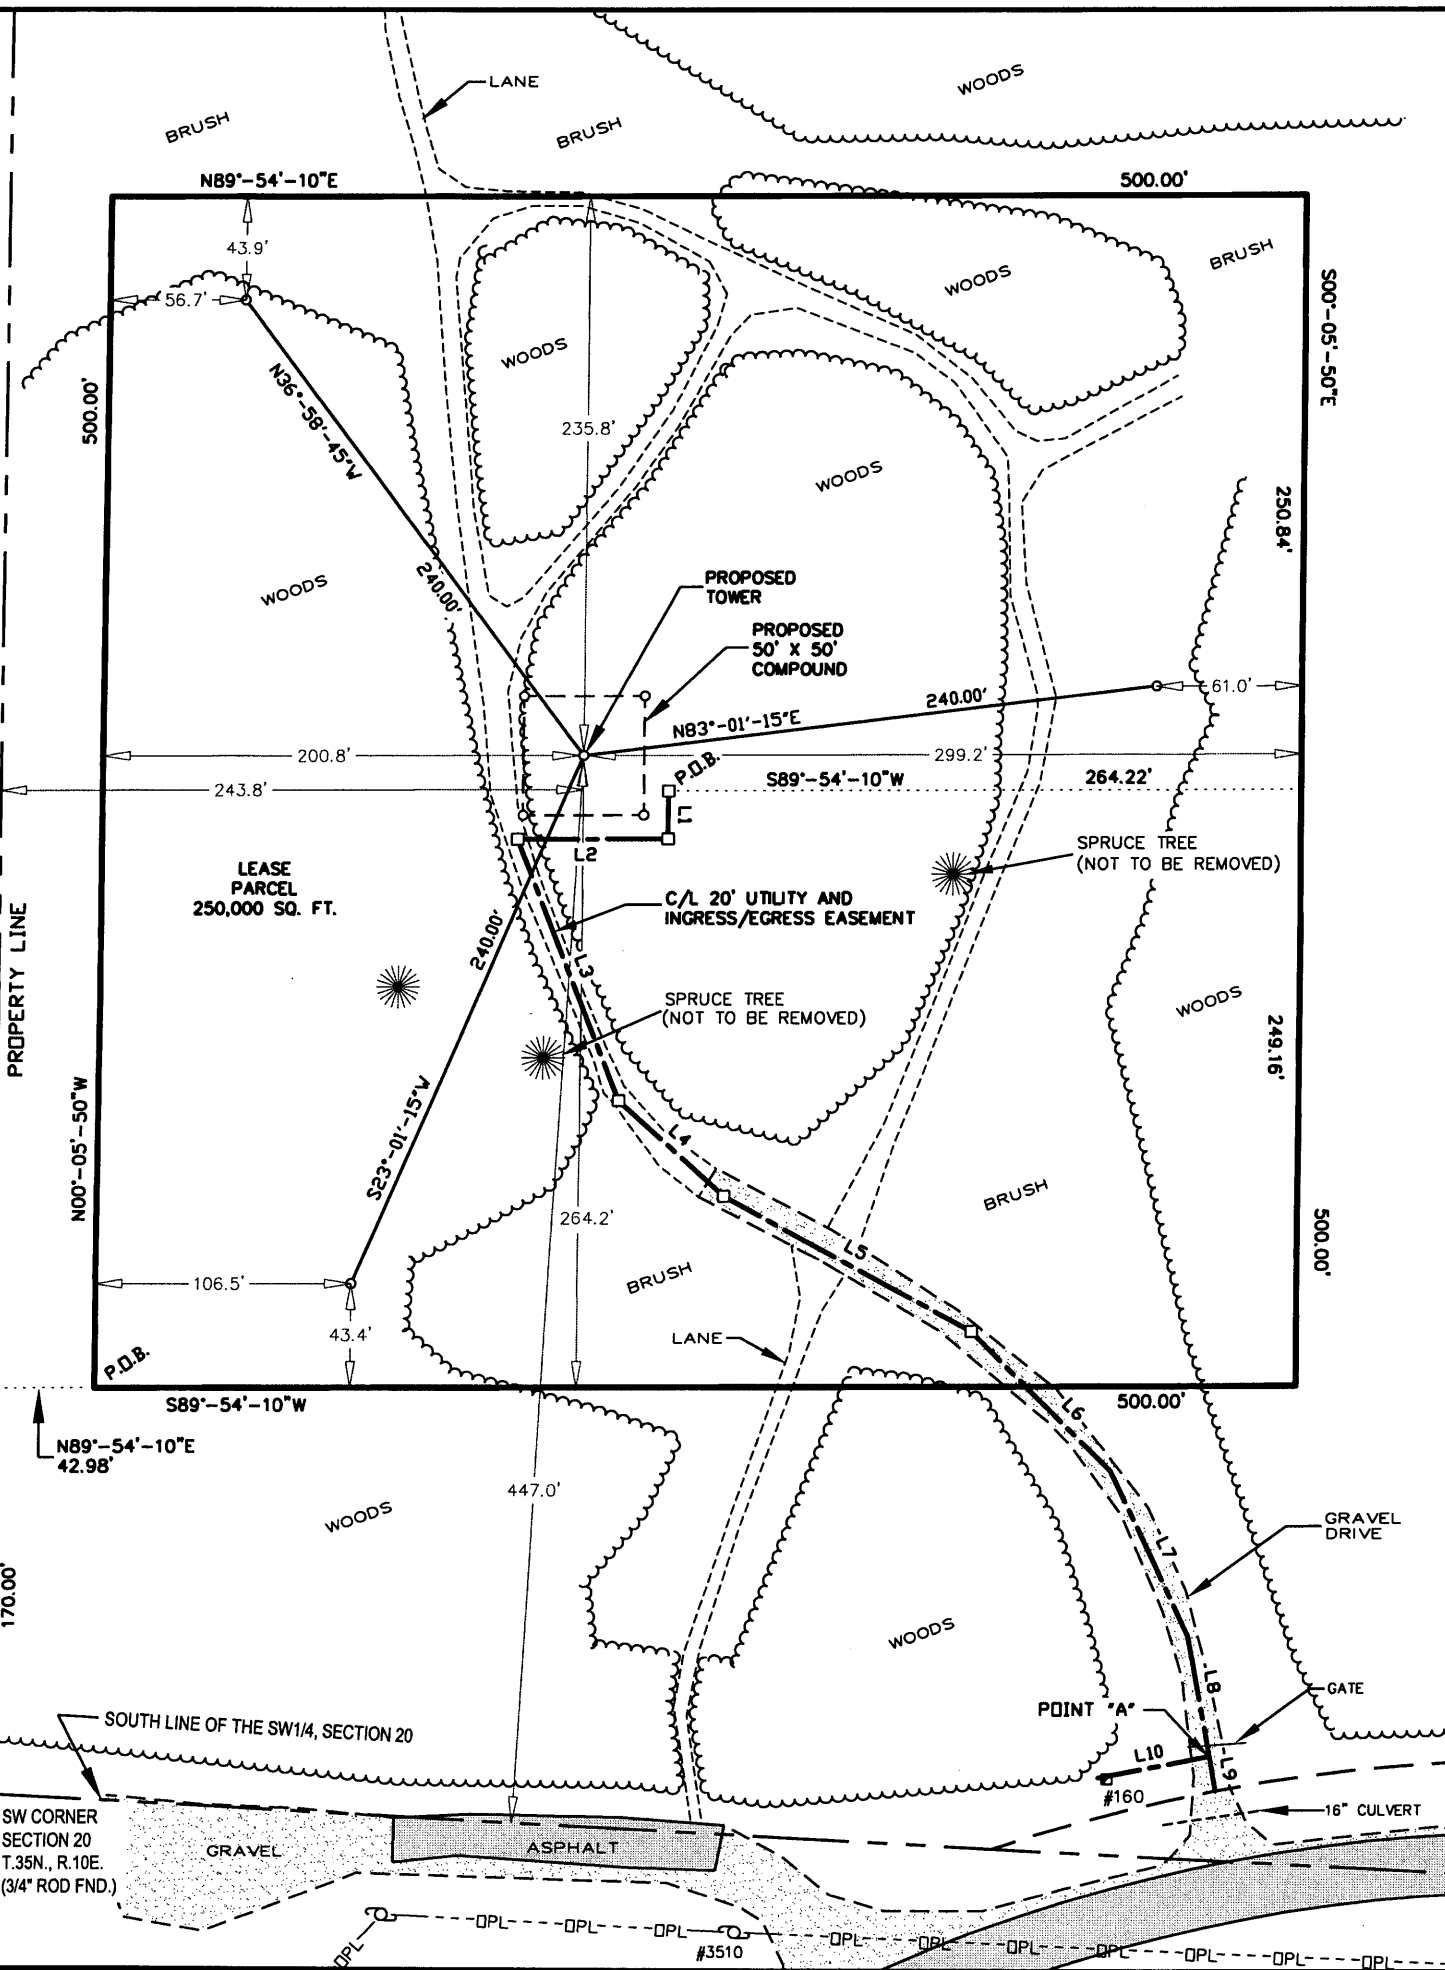 LANE
WOODS
BRUSH
BRUSH
N89°-54'-10"E
500.00'
43.9'
56.7'
BRUSH
WOODS
S00°-05'-50"E
WOODS
N36°-58'-45"W
500.00'
235.8'
WOODS
250.84'
240.00'
WOODS
PROPOSED
TOWER
PROPOSED
50' X 50'
COMPOUND
61.0'
240.00'
N83°-01'-15"E
200.8'
299.2'
P.O.B.
S89°-54'-10"W
264.22'
243.8'
L1
L2
SPRUCE TREE
(NOT TO BE REMOVED)
LEASE
PARCEL
250,000 SQ. FT.
C/L 20' UTILITY AND
INGRESS/EGRESS EASEMENT
240.00'
L3
PROPERTY LINE
SPRUCE TREE
(NOT TO BE REMOVED)
WOODS
249.16'
N00°-05'-50"W
S23°-01'-15"W
L4
BRUSH
264.2'
L5
500.00'
106.5'
BRUSH
43.4'
LANE
P.O.B.
S89°-54'-10"W
500.00'
L6
N89°-54'-10"E
42.98'
447.0'
WOODS
GRAVEL
DRIVE
L7
170.00'
WOODS
L8
GATE
POINT "A"
SOUTH LINE OF THE SW1/4, SECTION 20
L10
L9
#160
16" CULVERT
SW CORNER
SECTION 20
T.35N., R.10E.
(3/4" ROD FND.)
GRAVEL
ASPHALT
OPL
OPL
OPL
OPL
OPL
OPL
OPL
OPL
OPL
OPL
OPL
OPL
#3510